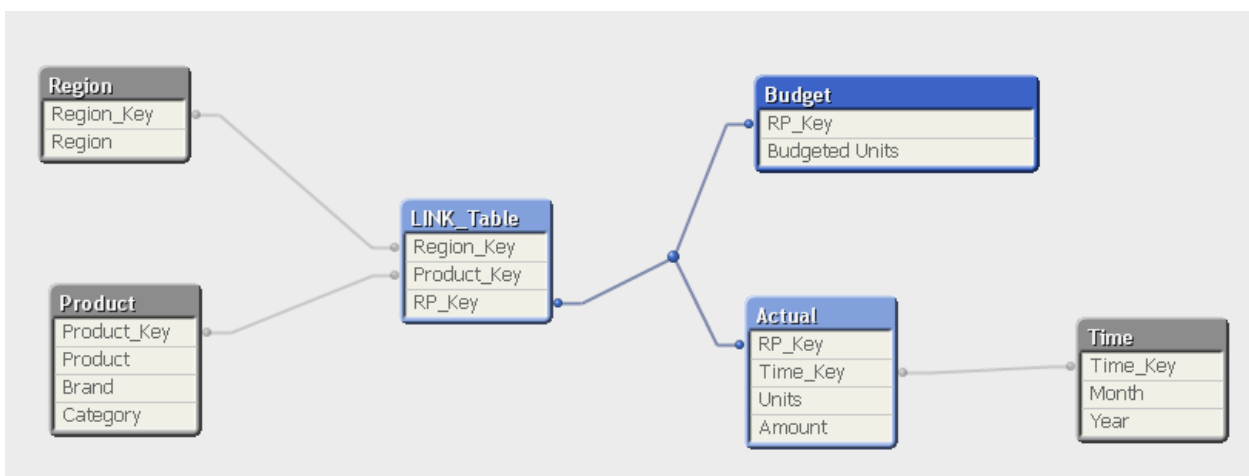 Region
Region_Key
Region
Product
Product_Key
Product
Brand
Category
LINK_Table
Region_Key
Product_Key
RP_Key
Budget
RP_Key
Budgeted Units
Actual
RP_Key
Time_Key
Units
Amount
Time
Time_Key
Month
Year